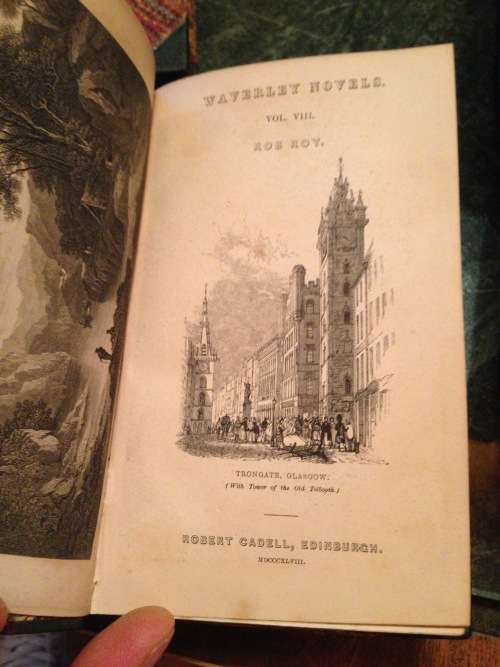 WAVERLEY NOVELS.
VOL. VIII.
ROB ROY.
TRONGATE, GLASGOW.
(With Tower of the Old Tolbooth)
ROBERT CADELL, EDINBURGH.
MDCCCXLVIII.